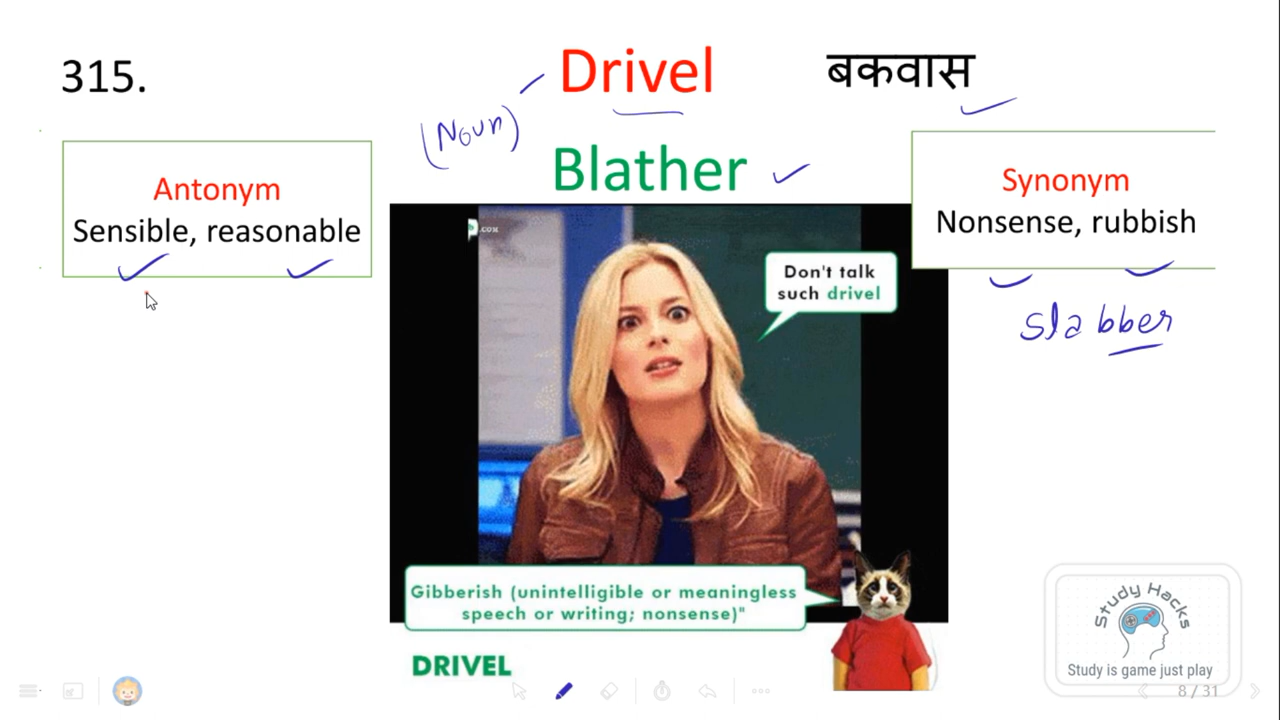 315.
Drivel
बकवास
(Noun)
Blather
Antonym
Sensible, reasonable
Synonym
Nonsense, rubbish
slabber
.COM
Don't talk
such drivel
Gibberish (unintelligible or meaningless
speech or writing; nonsense)"
DRIVEL
Study Hacks
Study is game just play
8 / 31